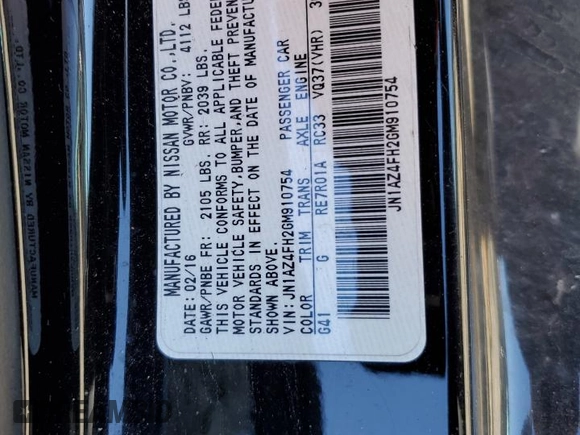 MANUFACTURED BY NISSAN MOTOR CO.,LTD.
DATE: 02/16 GVWR/PNBV: 4112 LB
GAWR/PNBE FR: 2105 LBS. RR: 2039 LBS.
THIS VEHICLE CONFORMS TO ALL APPLICABLE FEDE
MOTOR VEHICLE SAFETY,BUMPER,AND THEFT PREVEN
STANDARDS IN EFFECT ON THE DATE OF MANUFACTU
SHOWN ABOVE.
VIN: JN1AZ4FH2GM910754 PASSENGER CAR
COLOR TRIM TRANS AXLE ENGINE
G41 G RE7R01A RC33 VQ37(VHR) 3
JN1AZ4FH2GM910754